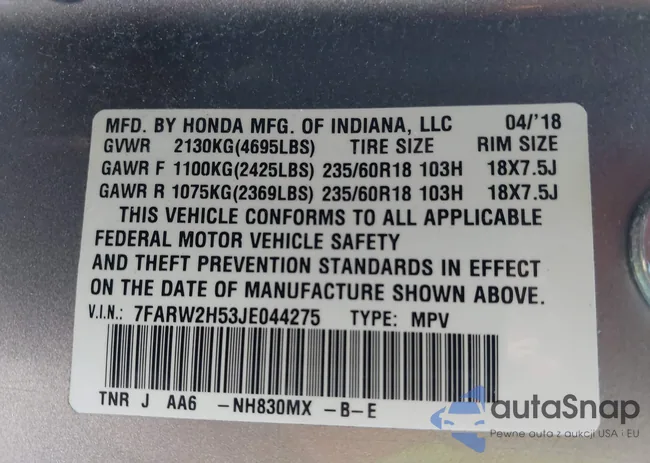 MFD. BY HONDA MFG. OF INDIANA, LLC 04/'18
GVWR 2130KG(4695LBS) TIRE SIZE RIM SIZE
GAWR F 1100KG(2425LBS) 235/60R18 103H 18X7.5J
GAWR R 1075KG(2369LBS) 235/60R18 103H 18X7.5J
THIS VEHICLE CONFORMS TO ALL APPLICABLE
FEDERAL MOTOR VEHICLE SAFETY
AND THEFT PREVENTION STANDARDS IN EFFECT
ON THE DATE OF MANUFACTURE SHOWN ABOVE.
V.I.N.: 7FARW2H53JE044275 TYPE: MPV
TNR J AA6 -NH830MX -B-E
autaSnap
Pewne auta z aukcji USA i EU